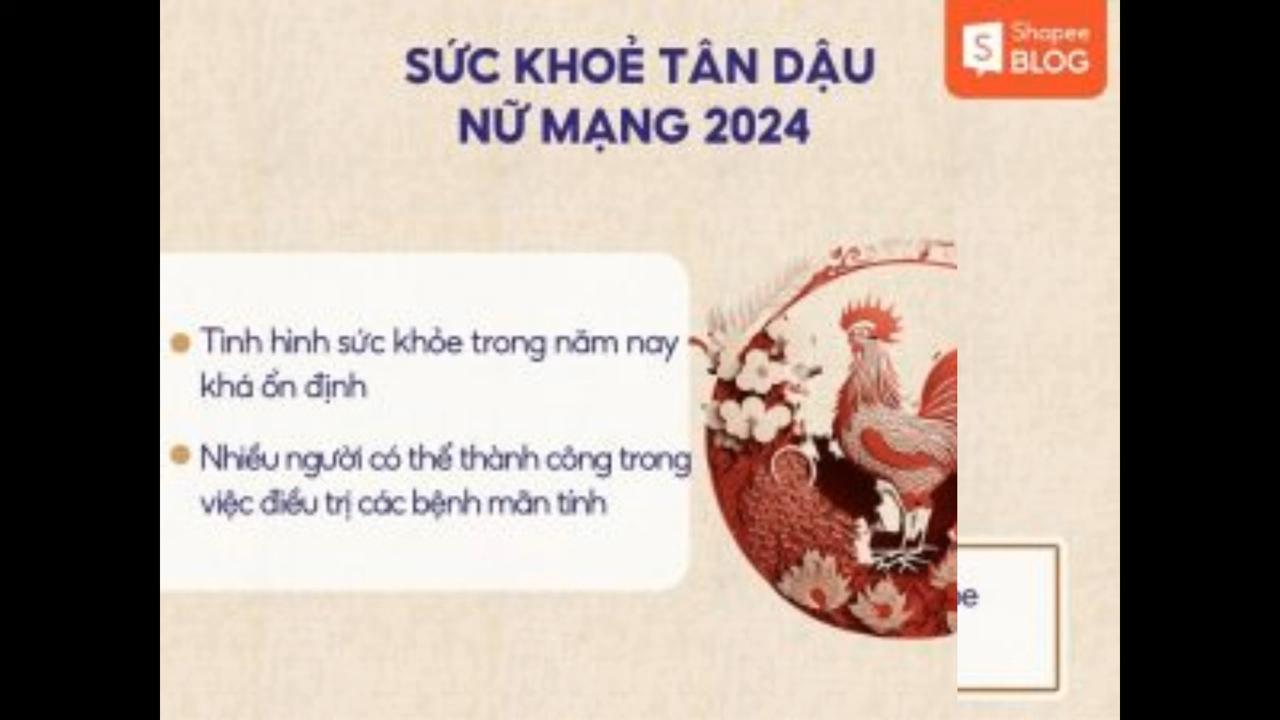 Shopee
BLOG
SỨC KHOẺ TÂN DẬU
NỮ MẠNG 2024
Tình hình sức khỏe trong năm nay
khá ổn định
Nhiều người có thể thành công trong
việc điều trị các bệnh mãn tính